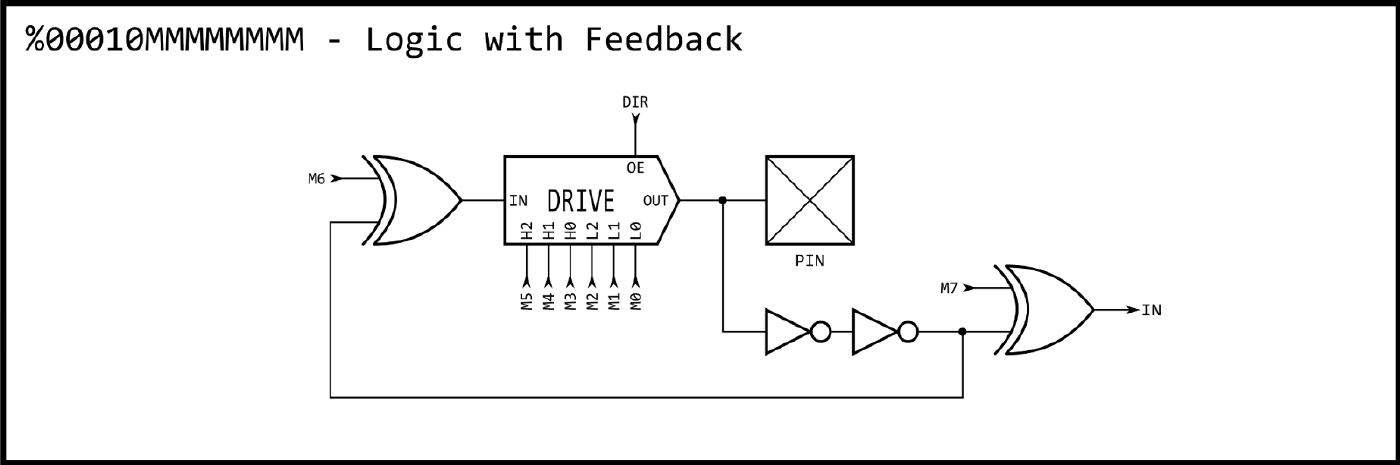 %00010MMMMMMMM - Logic with Feedback
DIR
OE
M6
IN
DRIVE
OUT
H2
H1
H0
L2
L1
L0
M5
M4
M3
M2
M1
M0
PIN
M7
IN